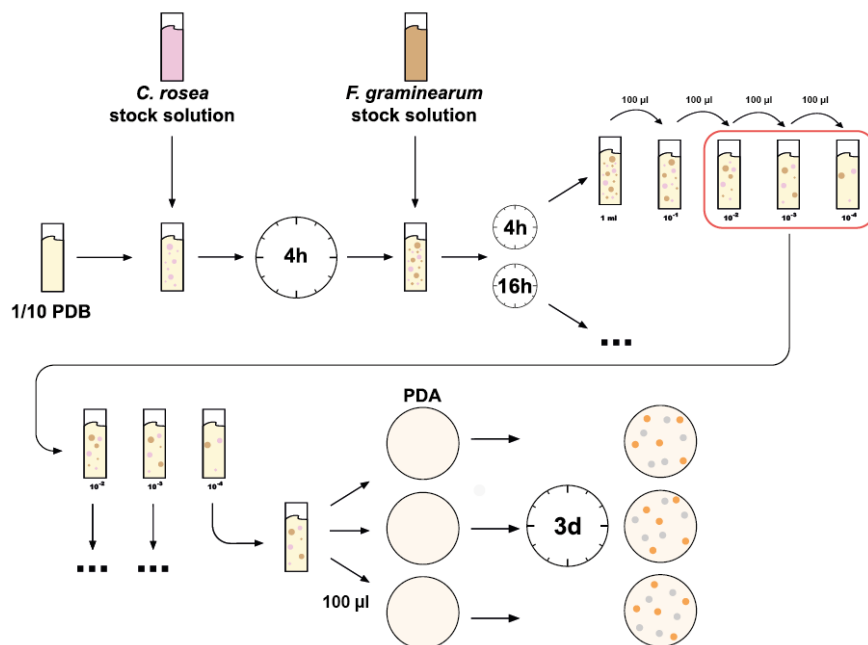 C. rosea
stock solution
F. graminearum
stock solution
100 µl
100 µl
100 µl
100 µl
1 ml
10-1
10-2
10-3
10-4
4h
4h
16h
1/10 PDB
10-2
10-3
10-4
PDA
3d
100 µl